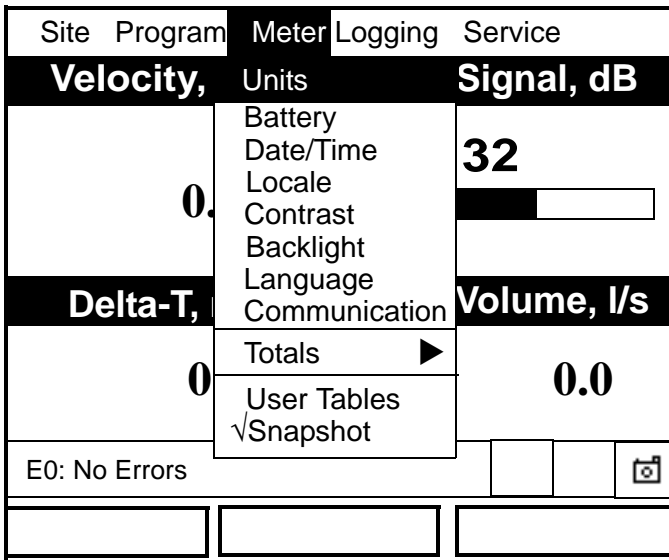 Site Program Meter Logging Service
Velocity, Units Signal, dB
Battery
Date/Time
32
Locale
0.
Contrast
Backlight
Language
Delta-T, Communication Volume, l/s
Totals ▶
0 0.0
User Tables
√Snapshot
E0: No Errors